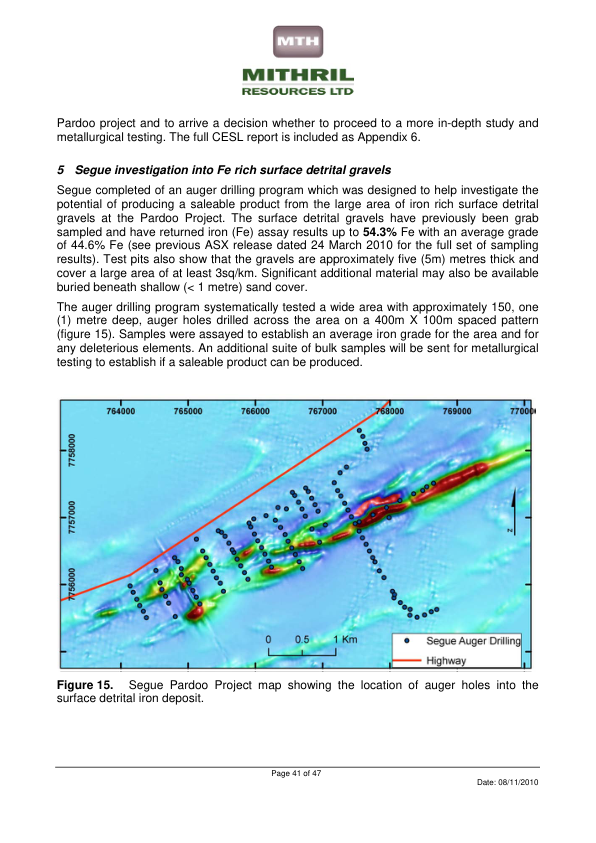 MTH
MITHRIL
RESOURCES LTD
Pardoo project and to arrive a decision whether to proceed to a more in-depth study and
metallurgical testing. The full CESL report is included as Appendix 6.
5 Segue investigation into Fe rich surface detrital gravels
Segue completed of an auger drilling program which was designed to help investigate the
potential of producing a saleable product from the large area of iron rich surface detrital
gravels at the Pardoo Project. The surface detrital gravels have previously been grab
sampled and have returned iron (Fe) assay results up to 54.3% Fe with an average grade
of 44.6% Fe (see previous ASX release dated 24 March 2010 for the full set of sampling
results). Test pits also show that the gravels are approximately five (5m) metres thick and
cover a large area of at least 3sq/km. Significant additional material may also be available
buried beneath shallow (< 1 metre) sand cover.
The auger drilling program systematically tested a wide area with approximately 150, one
(1) metre deep, auger holes drilled across the area on a 400m X 100m spaced pattern
(figure 15). Samples were assayed to establish an average iron grade for the area and for
any deleterious elements. An additional suite of bulk samples will be sent for metallurgical
testing to establish if a saleable product can be produced.
764000 765000 766000 767000 768000 769000 770000
7758000
7757000
7756000
z
0 0.5 1 Km
Segue Auger Drilling
Highway
Figure 15. Segue Pardoo Project map showing the location of auger holes into the
surface detrital iron deposit.
Page 41 of 47
Date: 08/11/2010